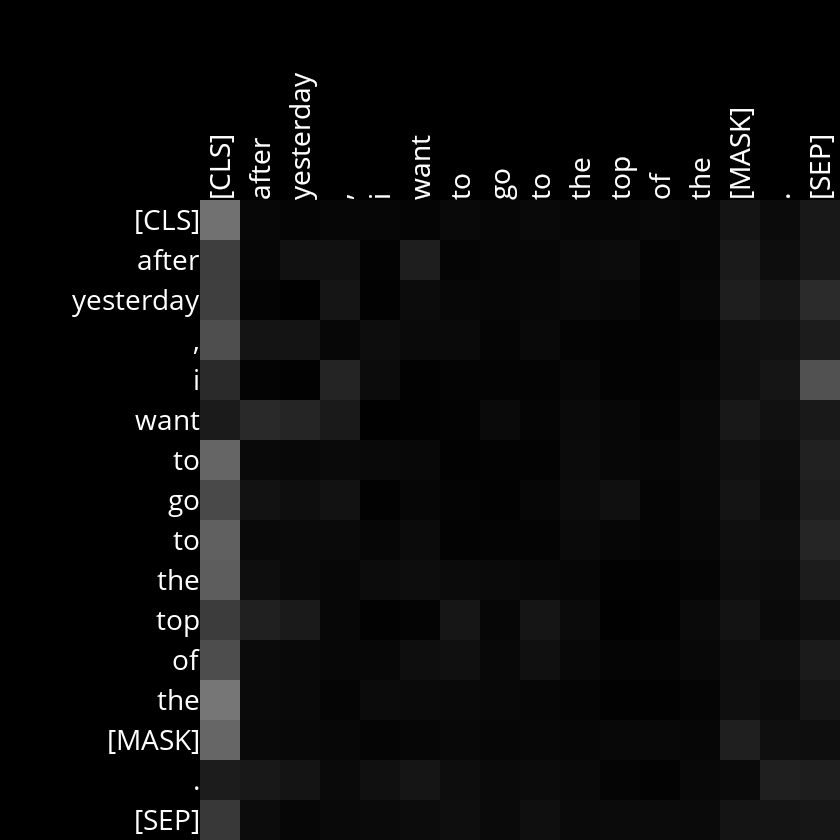 [CLS] after yesterday , i want to go to the top of the [MASK] . [SEP]
[CLS]
after
yesterday
,
i
want
to
go
to
the
top
of
the
[MASK]
.
[SEP]